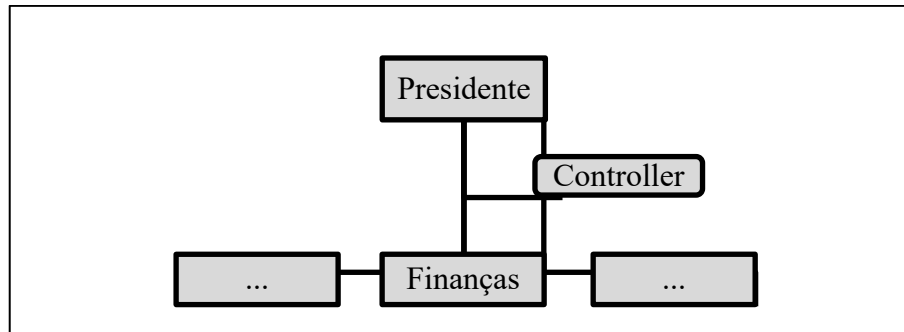 Presidente
Controller
...
Finanças
...